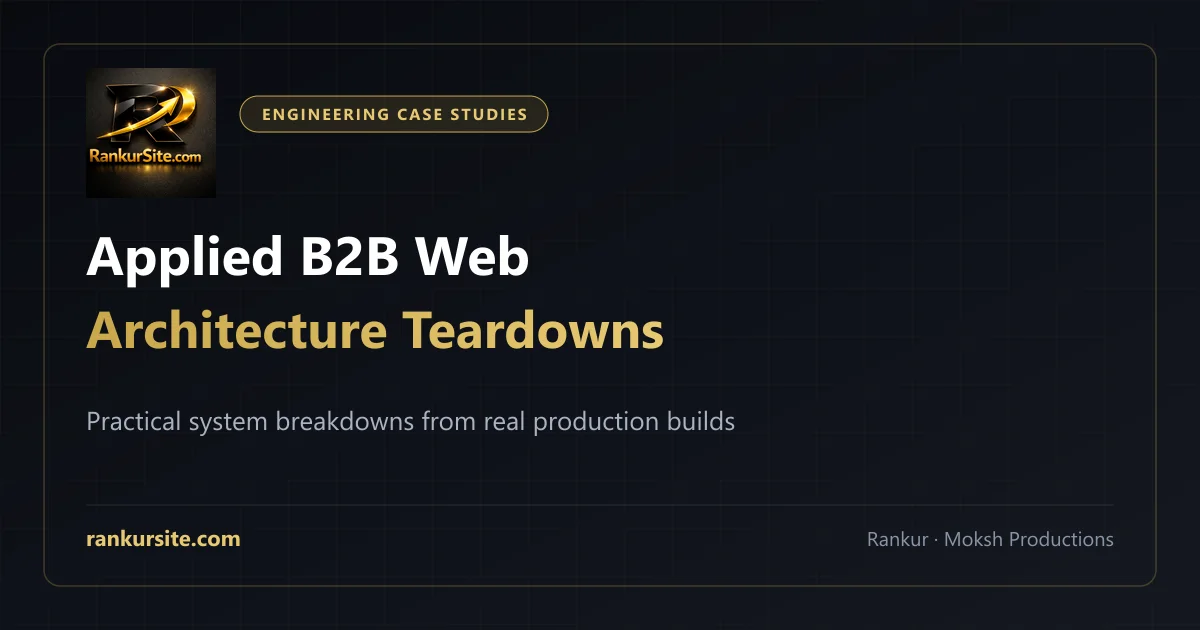 RankurSite.com
ENGINEERING CASE STUDIES
Applied B2B Web
Architecture Teardowns
Practical system breakdowns from real production builds
rankursite.com
Rankur · Moksh Productions